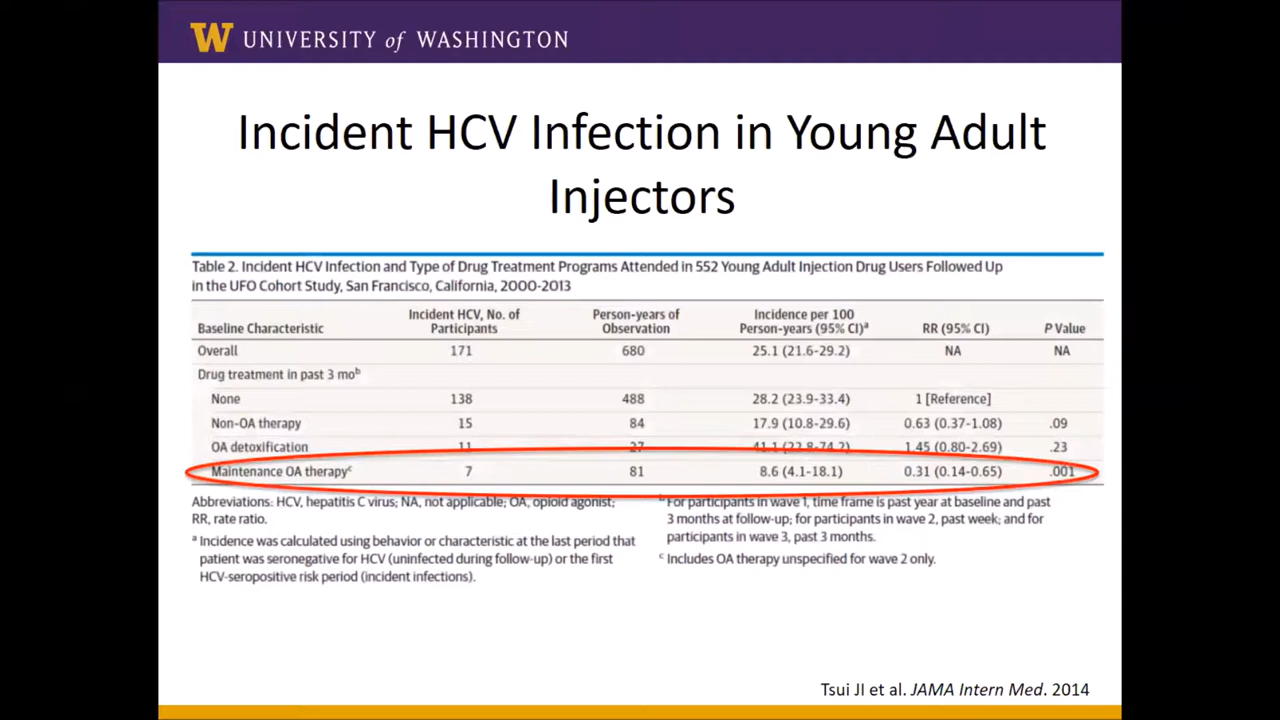 W UNIVERSITY of WASHINGTON
Incident HCV Infection in Young Adult
Injectors
Table 2. Incident HCV Infection and Type of Drug Treatment Programs Attended in 552 Young Adult Injection Drug Users Followed Up
in the UFO Cohort Study, San Francisco, California, 2000-2013
Baseline Characteristic Incident HCV, No. of Participants Person-years of Observation Incidence per 100 Person-years (95% CI)a RR (95% CI) P Value
Overall 171 680 25.1 (21.6-29.2) NA NA
Drug treatment in past 3 mob
None 138 488 28.2 (23.9-33.4) 1 [Reference]
Non-OA therapy 15 84 17.9 (10.8-29.6) 0.63 (0.37-1.08) .09
OA detoxification 11 27 41.1 (22.8-74.2) 1.45 (0.80-2.69) .23
Maintenance OA therapyc 7 81 8.6 (4.1-18.1) 0.31 (0.14-0.65) .001
Abbreviations: HCV, hepatitis C virus; NA, not applicable; OA, opioid agonist;
RR, rate ratio.
a Incidence was calculated using behavior or characteristic at the last period that
patient was seronegative for HCV (uninfected during follow-up) or the first
HCV-seropositive risk period (incident infections).
b For participants in wave 1, time frame is past year at baseline and past
3 months at follow-up; for participants in wave 2, past week; and for
participants in wave 3, past 3 months.
c Includes OA therapy unspecified for wave 2 only.
Tsui JI et al. JAMA Intern Med. 2014